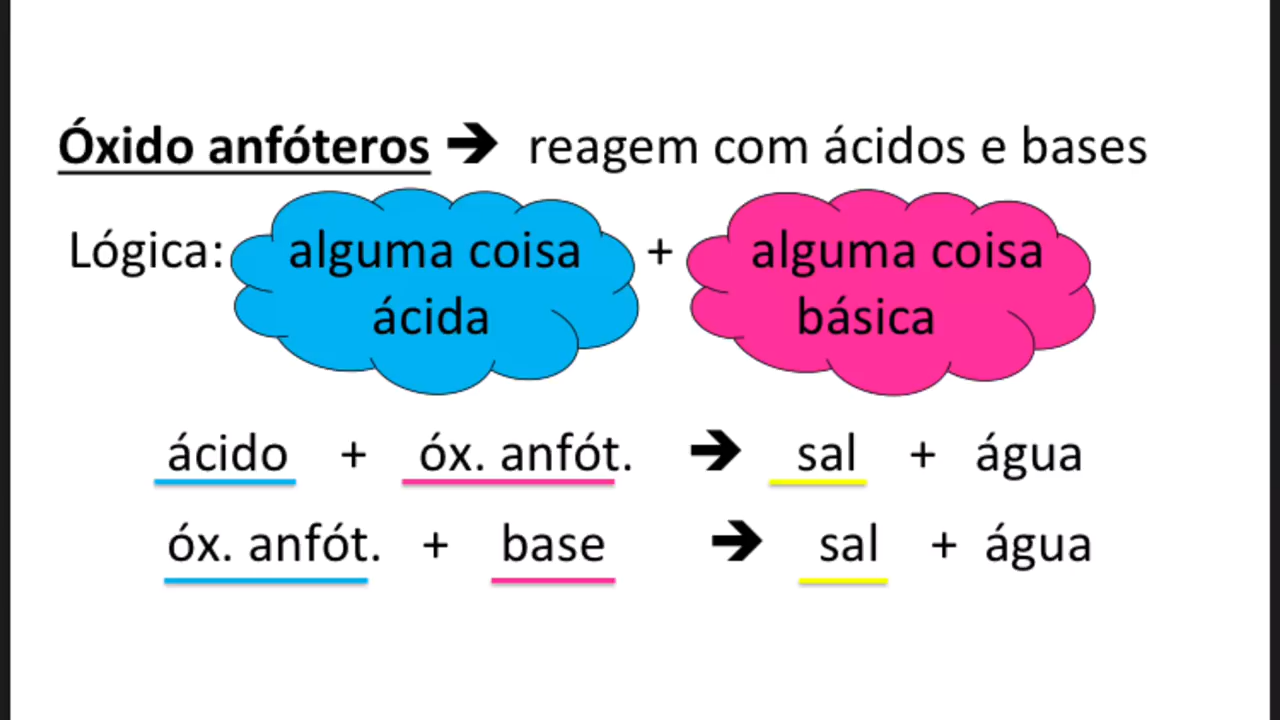 Óxido anfóteros ➔ reagem com ácidos e bases
Lógica: alguma coisa ácida + alguma coisa básica
ácido + óx. anfót. ➔ sal + água
óx. anfót. + base ➔ sal + água